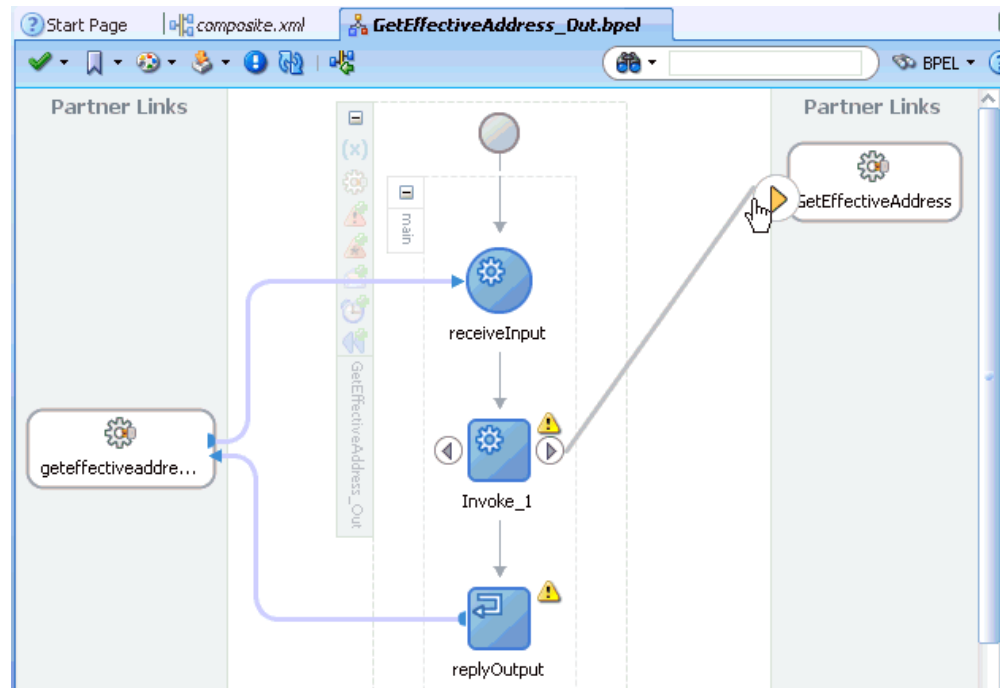 Start Page
composite.xml
GetEffectiveAddress_Out.bpel
BPEL
Partner Links
Partner Links
(x)
main
GetEffectiveAddress
receiveInput
GetEffectiveAddress_Out
geteffectiveaddre...
Invoke_1
replyOutput